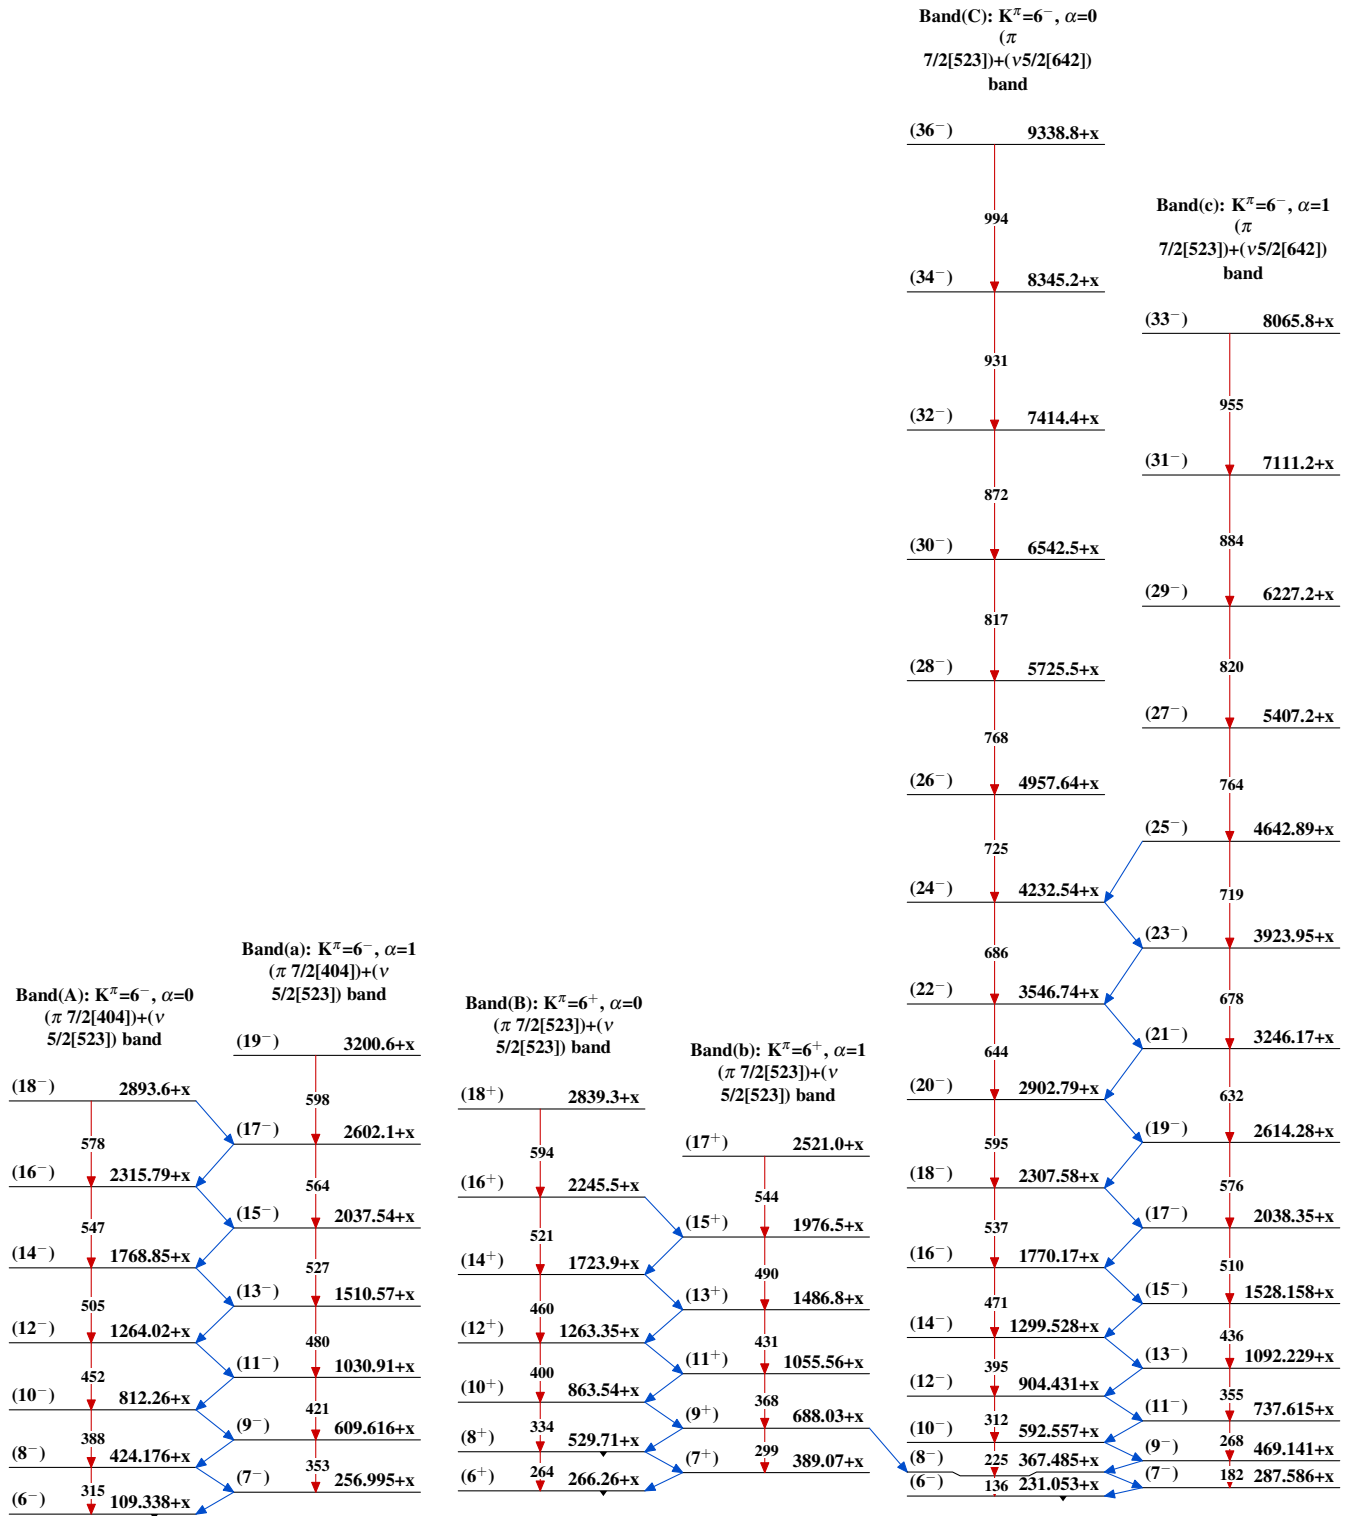 Band(A): K^π=6⁻, α=0
(π 7/2[404])+(ν
5/2[523]) band
(18⁻) 2893.6+x
578
(16⁻) 2315.79+x
547
(14⁻) 1768.85+x
505
(12⁻) 1264.02+x
452
(10⁻) 812.26+x
388
(8⁻) 424.176+x
315
(6⁻) 109.338+x
Band(a): K^π=6⁻, α=1
(π 7/2[404])+(ν
5/2[523]) band
(19⁻) 3200.6+x
598
(17⁻) 2602.1+x
564
(15⁻) 2037.54+x
527
(13⁻) 1510.57+x
480
(11⁻) 1030.91+x
421
(9⁻) 609.616+x
353
(7⁻) 256.995+x
Band(B): K^π=6⁺, α=0
(π 7/2[523])+(ν
5/2[523]) band
(18⁺) 2839.3+x
594
(16⁺) 2245.5+x
521
(14⁺) 1723.9+x
460
(12⁺) 1263.35+x
400
(10⁺) 863.54+x
334
(8⁺) 529.71+x
264
(6⁺) 266.26+x
Band(b): K^π=6⁺, α=1
(π 7/2[523])+(ν
5/2[523]) band
(17⁺) 2521.0+x
544
(15⁺) 1976.5+x
490
(13⁺) 1486.8+x
431
(11⁺) 1055.56+x
368
(9⁺) 688.03+x
299
(7⁺) 389.07+x
Band(C): K^π=6⁻, α=0
(π
7/2[523])+(ν5/2[642])
band
(36⁻) 9338.8+x
994
(34⁻) 8345.2+x
931
(32⁻) 7414.4+x
872
(30⁻) 6542.5+x
817
(28⁻) 5725.5+x
768
(26⁻) 4957.64+x
725
(24⁻) 4232.54+x
686
(22⁻) 3546.74+x
644
(20⁻) 2902.79+x
595
(18⁻) 2307.58+x
537
(16⁻) 1770.17+x
471
(14⁻) 1299.528+x
395
(12⁻) 904.431+x
312
(10⁻) 592.557+x
225
(8⁻) 367.485+x
136
(6⁻) 231.053+x
Band(c): K^π=6⁻, α=1
(π
7/2[523])+(ν5/2[642])
band
(33⁻) 8065.8+x
955
(31⁻) 7111.2+x
884
(29⁻) 6227.2+x
820
(27⁻) 5407.2+x
764
(25⁻) 4642.89+x
719
(23⁻) 3923.95+x
678
(21⁻) 3246.17+x
632
(19⁻) 2614.28+x
576
(17⁻) 2038.35+x
510
(15⁻) 1528.158+x
436
(13⁻) 1092.229+x
355
(11⁻) 737.615+x
268
(9⁻) 469.141+x
182
(7⁻) 287.586+x